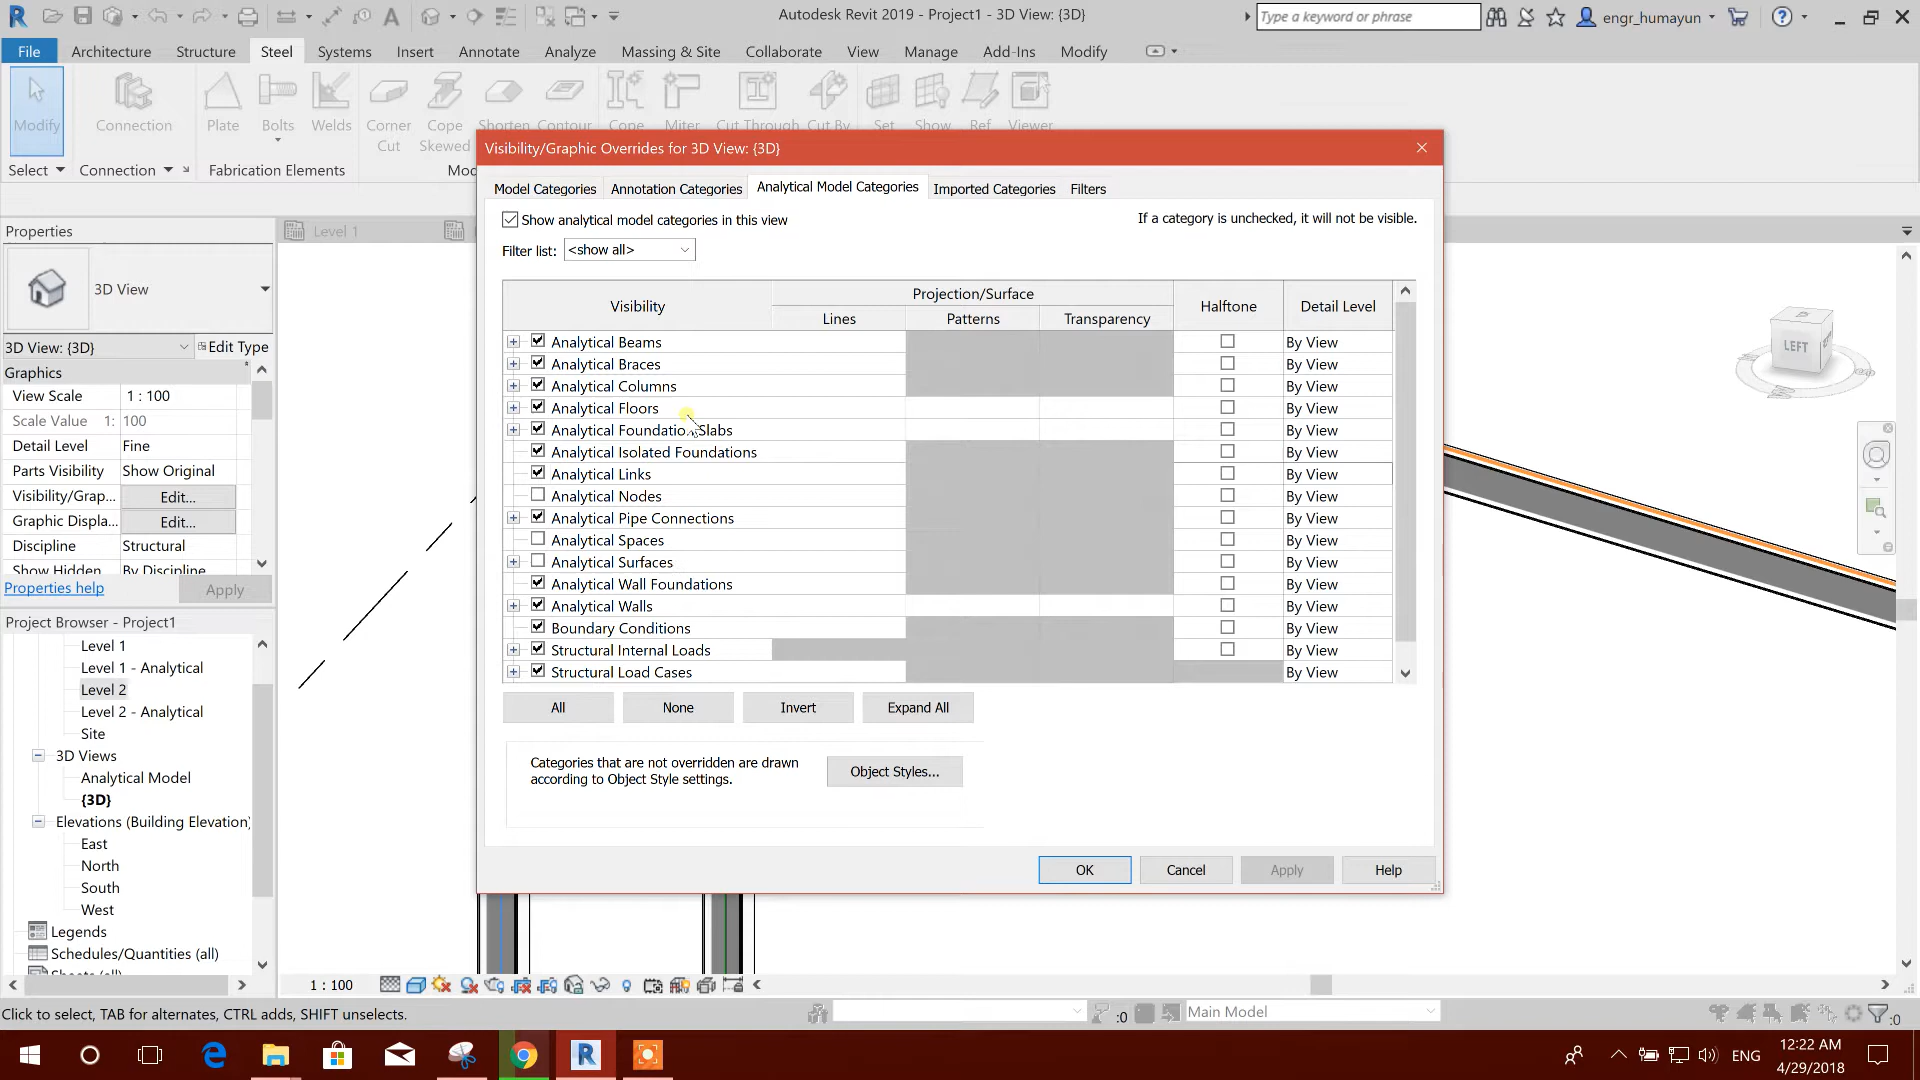 Autodesk Revit 2019 - Project1 - 3D View: {3D}
Type a keyword or phrase
engr_humayun
File Architecture Structure Steel Systems Insert Annotate Analyze Massing & Site Collaborate View Manage Add-Ins Modify
Modify
Connection
Plate
Bolts
Welds
Corner Cut
Cope Skewed
Shorten
Contour
Cope
Miter
Cut Through
Cut By
Set
Show
Ref
Viewer
Select
Connection
Fabrication Elements
Visibility/Graphic Overrides for 3D View: {3D}
Model Categories
Annotation Categories
Analytical Model Categories
Imported Categories
Filters
Show analytical model categories in this view
If a category is unchecked, it will not be visible.
Filter list: <show all>
Visibility
Projection/Surface
Lines
Patterns
Transparency
Halftone
Detail Level
Analytical Beams By View
Analytical Braces By View
Analytical Columns By View
Analytical Floors By View
Analytical Foundation Slabs By View
Analytical Isolated Foundations By View
Analytical Links By View
Analytical Nodes By View
Analytical Pipe Connections By View
Analytical Spaces By View
Analytical Surfaces By View
Analytical Wall Foundations By View
Analytical Walls By View
Boundary Conditions By View
Structural Internal Loads By View
Structural Load Cases By View
All
None
Invert
Expand All
Categories that are not overridden are drawn
according to Object Style settings.
Object Styles...
OK
Cancel
Apply
Help
Properties
3D View
3D View: {3D}
Edit Type
Graphics
View Scale 1 : 100
Scale Value 1: 100
Detail Level Fine
Parts Visibility Show Original
Visibility/Grap... Edit...
Graphic Displa... Edit...
Discipline Structural
Show Hidden By Discipline
Properties help
Apply
Project Browser - Project1
Level 1
Level 1 - Analytical
Level 2
Level 2 - Analytical
Site
3D Views
Analytical Model
{3D}
Elevations (Building Elevation)
East
North
South
West
Legends
Schedules/Quantities (all)
Sheets (all)
Level 1
LEFT
1 : 100
Click to select, TAB for alternates, CTRL adds, SHIFT unselects.
:0
Main Model
:0
ENG
12:22 AM
4/29/2018